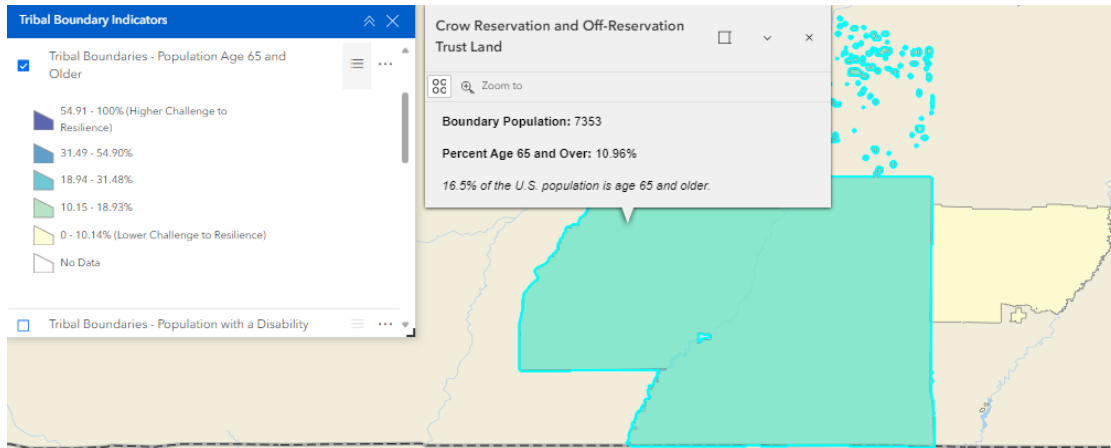 Tribal Boundary Indicators
Tribal Boundaries - Population Age 65 and
Older
54.91 - 100% (Higher Challenge to
Resilience)
31.49 - 54.90%
18.94 - 31.48%
10.15 - 18.93%
0 - 10.14% (Lower Challenge to Resilience)
No Data
Tribal Boundaries - Population with a Disability
Crow Reservation and Off-Reservation
Trust Land
Zoom to
Boundary Population: 7353
Percent Age 65 and Over: 10.96%
16.5% of the U.S. population is age 65 and older.